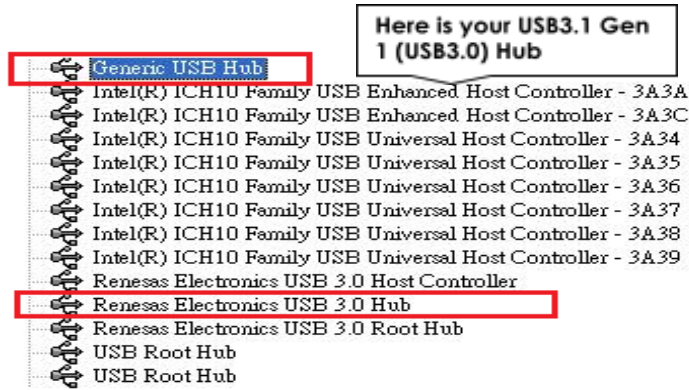 Here is your USB3.1 Gen
1 (USB3.0) Hub
Generic USB Hub
Intel(R) ICH10 Family USB Enhanced Host Controller - 3A3A
Intel(R) ICH10 Family USB Enhanced Host Controller - 3A3C
Intel(R) ICH10 Family USB Universal Host Controller - 3A34
Intel(R) ICH10 Family USB Universal Host Controller - 3A35
Intel(R) ICH10 Family USB Universal Host Controller - 3A36
Intel(R) ICH10 Family USB Universal Host Controller - 3A37
Intel(R) ICH10 Family USB Universal Host Controller - 3A38
Intel(R) ICH10 Family USB Universal Host Controller - 3A39
Renesas Electronics USB 3.0 Host Controller
Renesas Electronics USB 3.0 Hub
Renesas Electronics USB 3.0 Root Hub
USB Root Hub
USB Root Hub